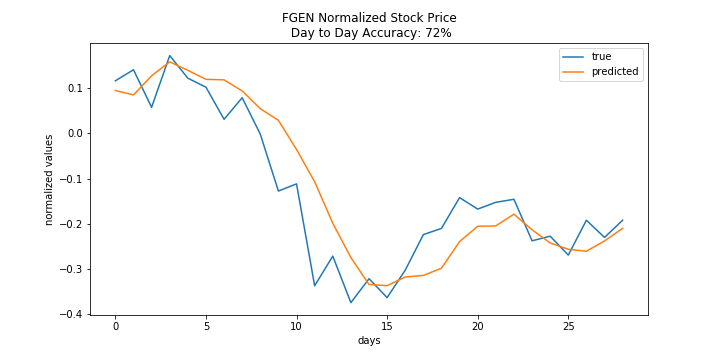 FGEN Normalized Stock Price
Day to Day Accuracy: 72%
true
predicted
normalized values
0.1
0.0
−0.1
−0.2
−0.3
−0.4
0 5 10 15 20 25
days